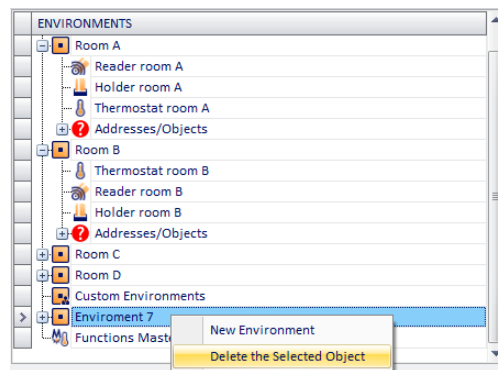 ENVIRONMENTS
Room A
Reader room A
Holder room A
Thermostat room A
Addresses/Objects
Room B
Thermostat room B
Reader room B
Holder room B
Addresses/Objects
Room C
Room D
Custom Environments
Enviroment 7
New Environment
Functions
Delete the Selected Object